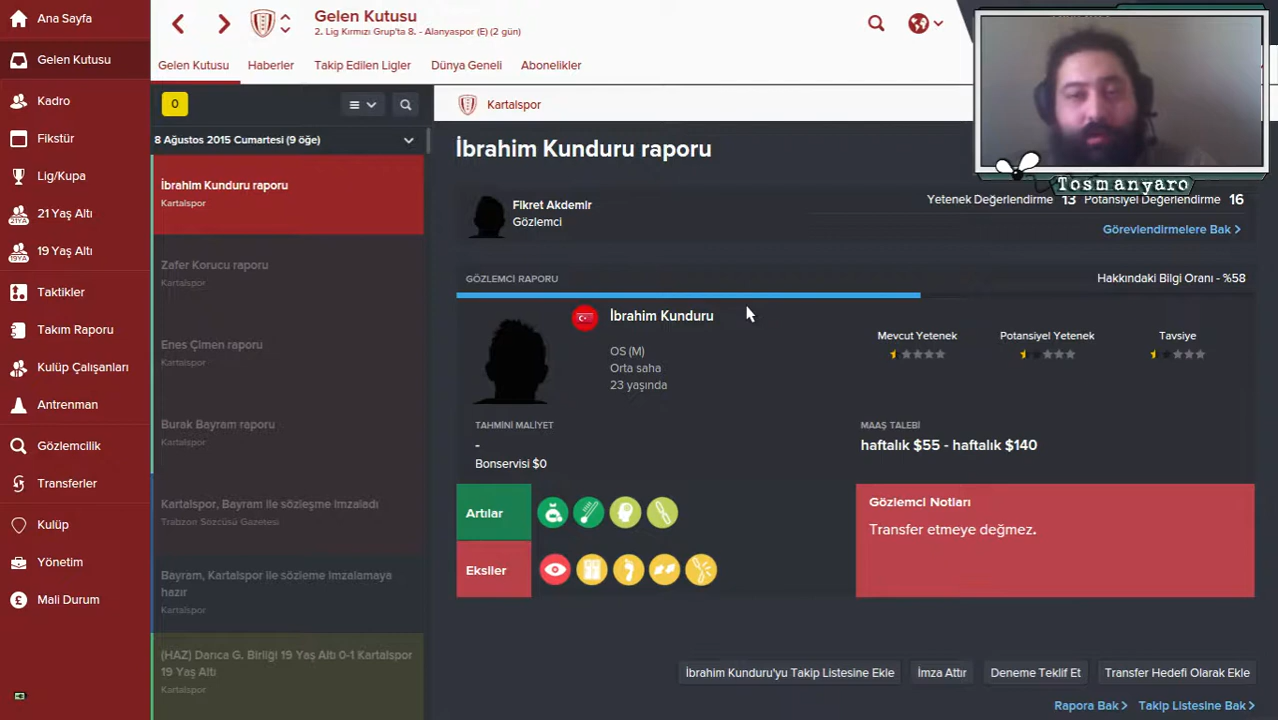 Ana Sayfa
Gelen Kutusu
Kadro
Fikstür
Lig/Kupa
21YA
21 Yaş Altı
19YA
19 Yaş Altı
Taktikler
Takım Raporu
Kulüp Çalışanları
Antrenman
Gözlemcilik
Transferler
Kulüp
Yönetim
Mali Durum
Gelen Kutusu
2. Lig Kırmızı Grup'ta 8. - Alanyaspor (E) (2 gün)
Gelen Kutusu
Haberler
Takip Edilen Ligler
Dünya Geneli
Abonelikler
0
8 Ağustos 2015 Cumartesi (9 öğe)
İbrahim Kunduru raporu
Kartalspor
Zafer Korucu raporu
Kartalspor
Enes Çimen raporu
Kartalspor
Burak Bayram raporu
Kartalspor
Kartalspor, Bayram ile sözleşme imzaladı
Trabzon Sözcüsü Gazetesi
Bayram, Kartalspor ile sözleme imzalamaya
hazır
Kartalspor
(HAZ) Darıca G. Birliği 19 Yaş Altı 0-1 Kartalspor
19 Yaş Altı
Kartalspor
Kartalspor
İbrahim Kunduru raporu
Tosmanyaro
Fikret Akdemir
Gözlemci
Yetenek Değerlendirme 13 Potansiyel Değerlendirme 16
Görevlendirmelere Bak >
GÖZLEMCİ RAPORU
Hakkındaki Bilgi Oranı - %58
İbrahim Kunduru
OS (M)
Orta saha
23 yaşında
Mevcut Yetenek
Potansiyel Yetenek
Tavsiye
TAHMİNİ MALİYET
-
Bonservisi $0
MAAŞ TALEBİ
haftalık $55 - haftalık $140
Artılar
Eksiler
Gözlemci Notları
Transfer etmeye değmez.
İbrahim Kunduru'yu Takip Listesine Ekle
İmza Attır
Deneme Teklif Et
Transfer Hedefi Olarak Ekle
Rapora Bak >
Takip Listesine Bak >